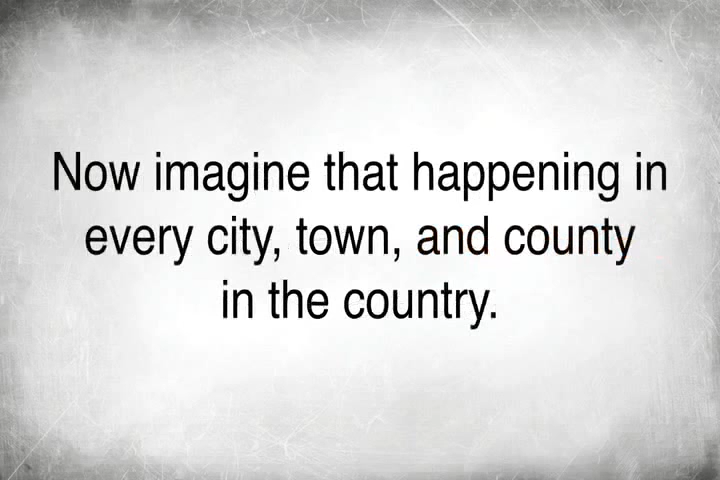 Now imagine that happening in
every city, town, and county
in the country.